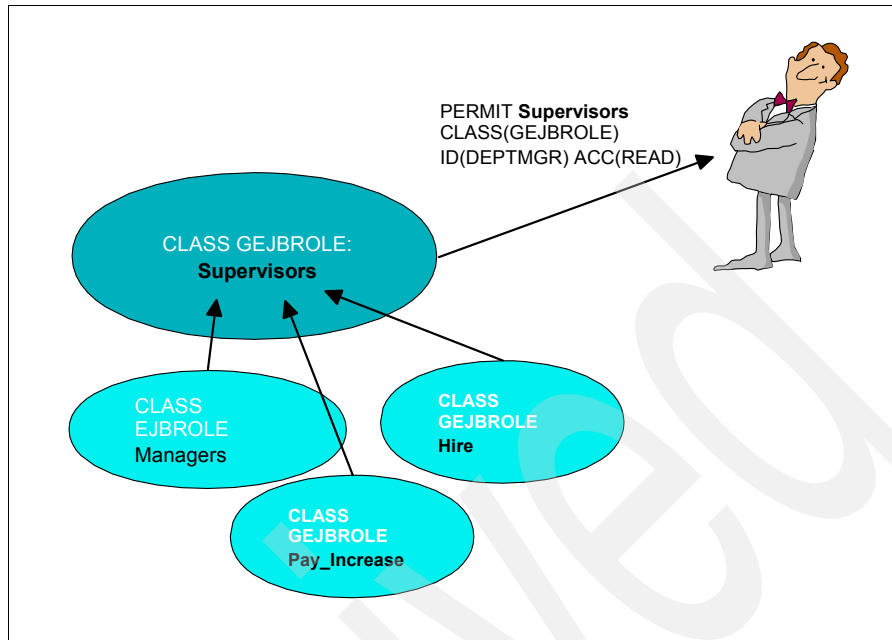 PERMIT Supervisors
CLASS(GEJBROLE)
ID(DEPTMGR) ACC(READ)
CLASS GEJBROLE:
Supervisors
CLASS
EJBROLE
Managers
CLASS
GEJBROLE
Hire
CLASS
GEJBROLE
Pay_Increase